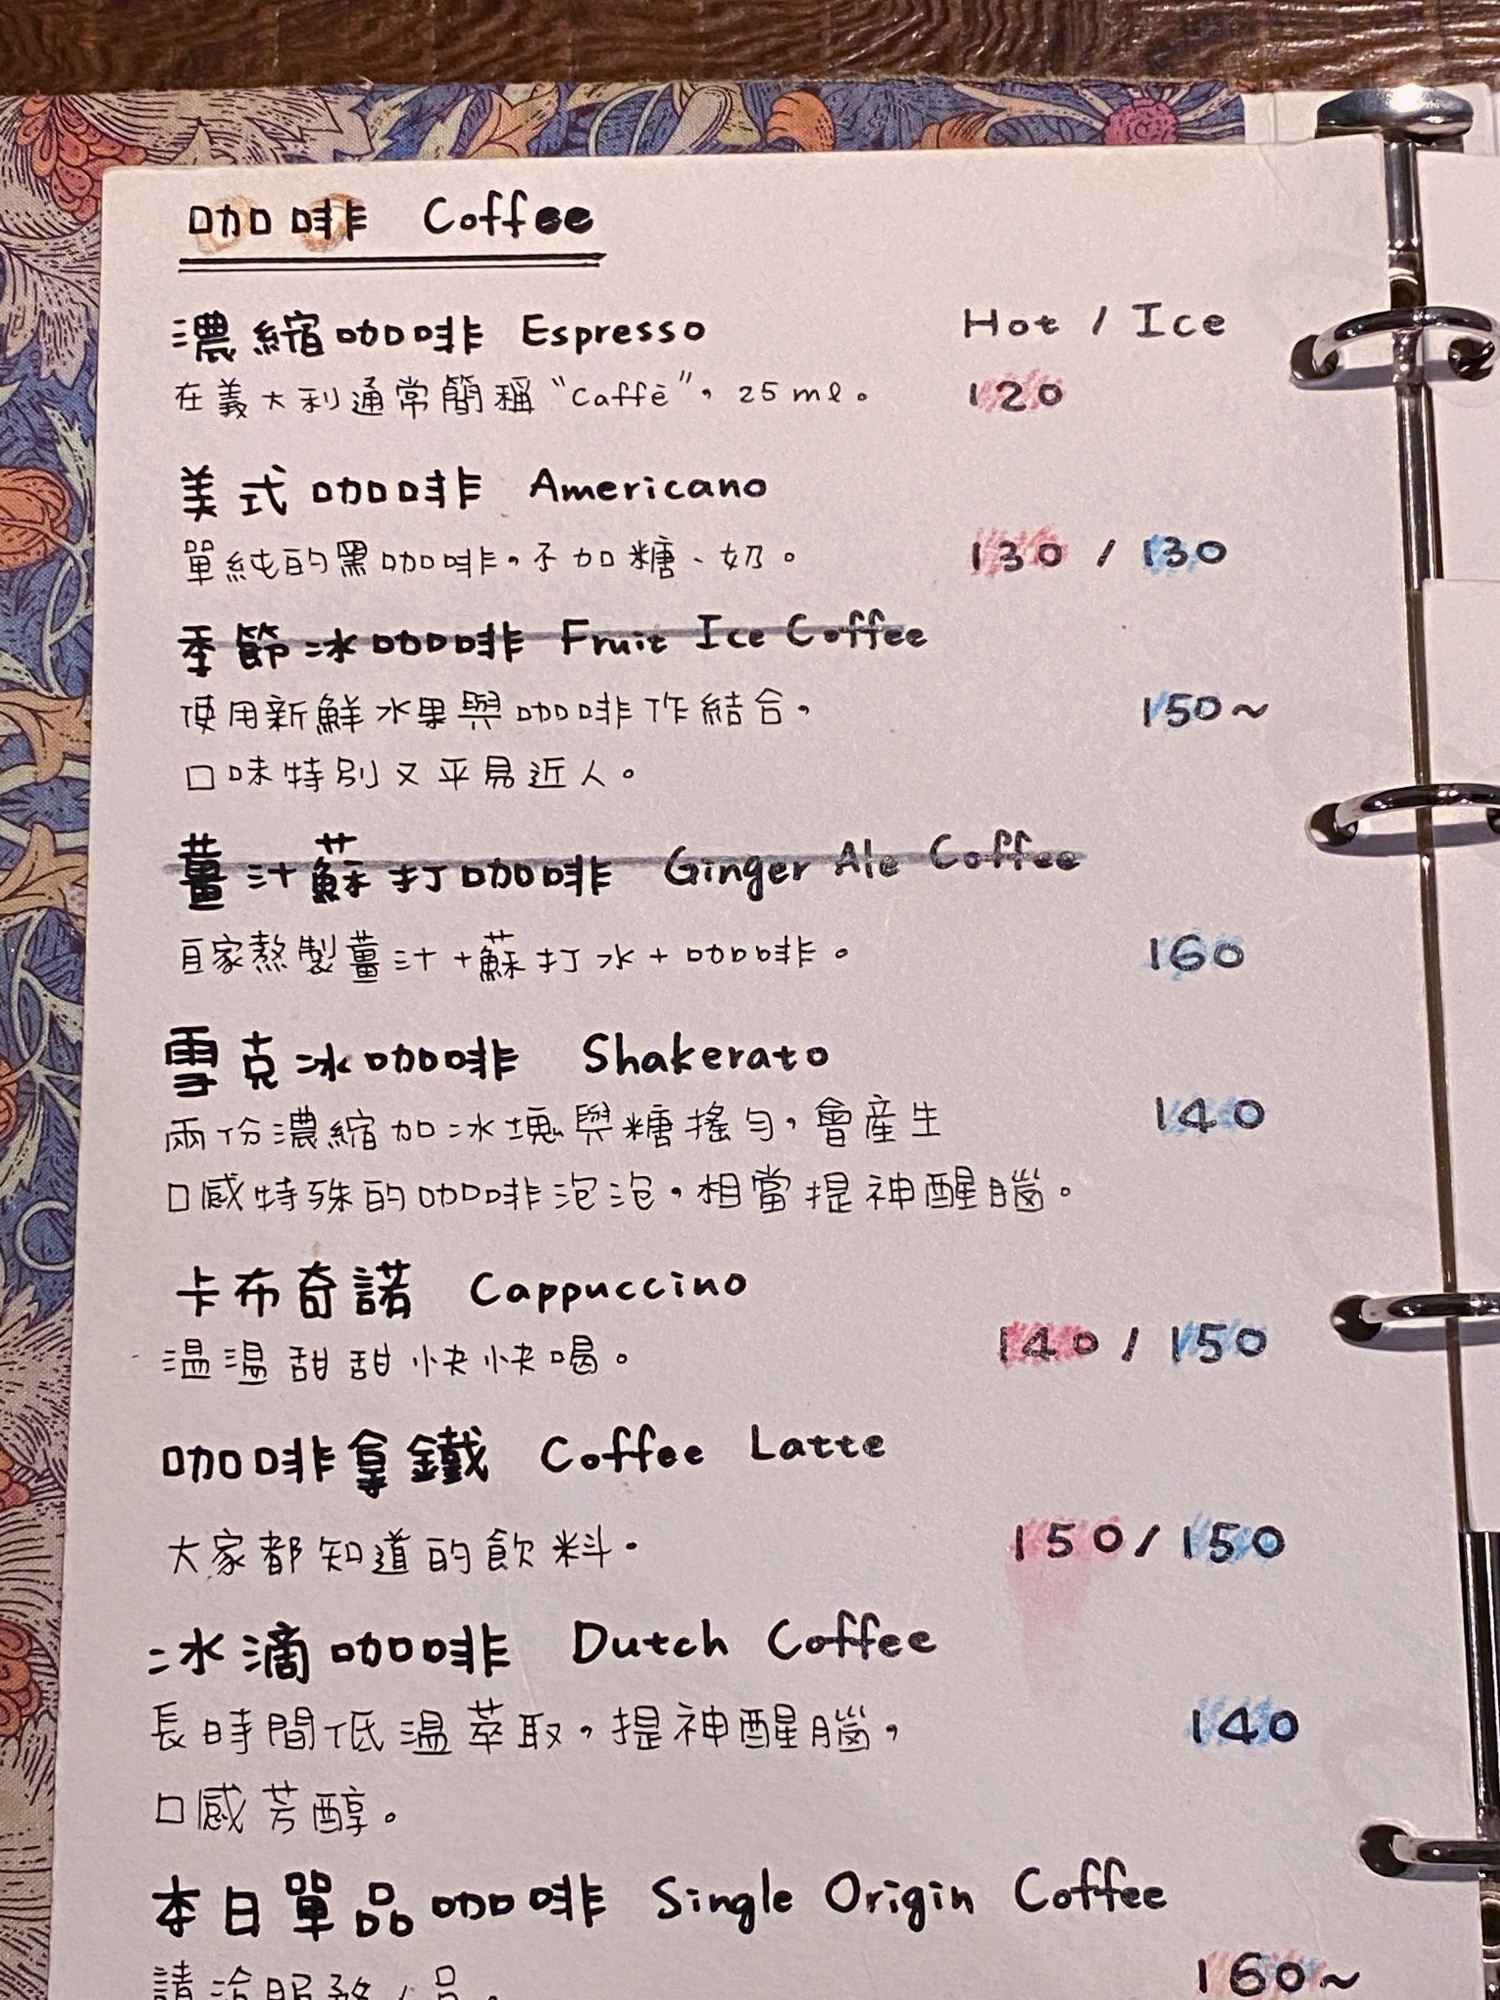 咖啡 Coffee
濃縮咖啡 Espresso Hot / Ice
在義大利通常簡稱“Caffè”，25ml。 120
美式咖啡 Americano
單純的黑咖啡，不加糖、奶。 130 / 130
季節冰咖啡 Fruit Ice Coffee
使用新鮮水果與咖啡作結合， 150~
口味特別又平易近人。
薑汁蘇打咖啡 Ginger Ale Coffee
自家熬製薑汁+蘇打水+咖啡。 160
雪克冰咖啡 Shakerato
兩份濃縮加冰塊與糖搖勻，會產生 140
口感特殊的咖啡泡泡，相當提神醒腦。
卡布奇諾 Cappuccino
溫溫甜甜快快喝。 140 / 150
咖啡拿鐵 Coffee Latte
大家都知道的飲料。 150 / 150
冰滴咖啡 Dutch Coffee
長時間低溫萃取，提神醒腦， 140
口感芳醇。
本日單品咖啡 Single Origin Coffee
請洽服務人員。 160~